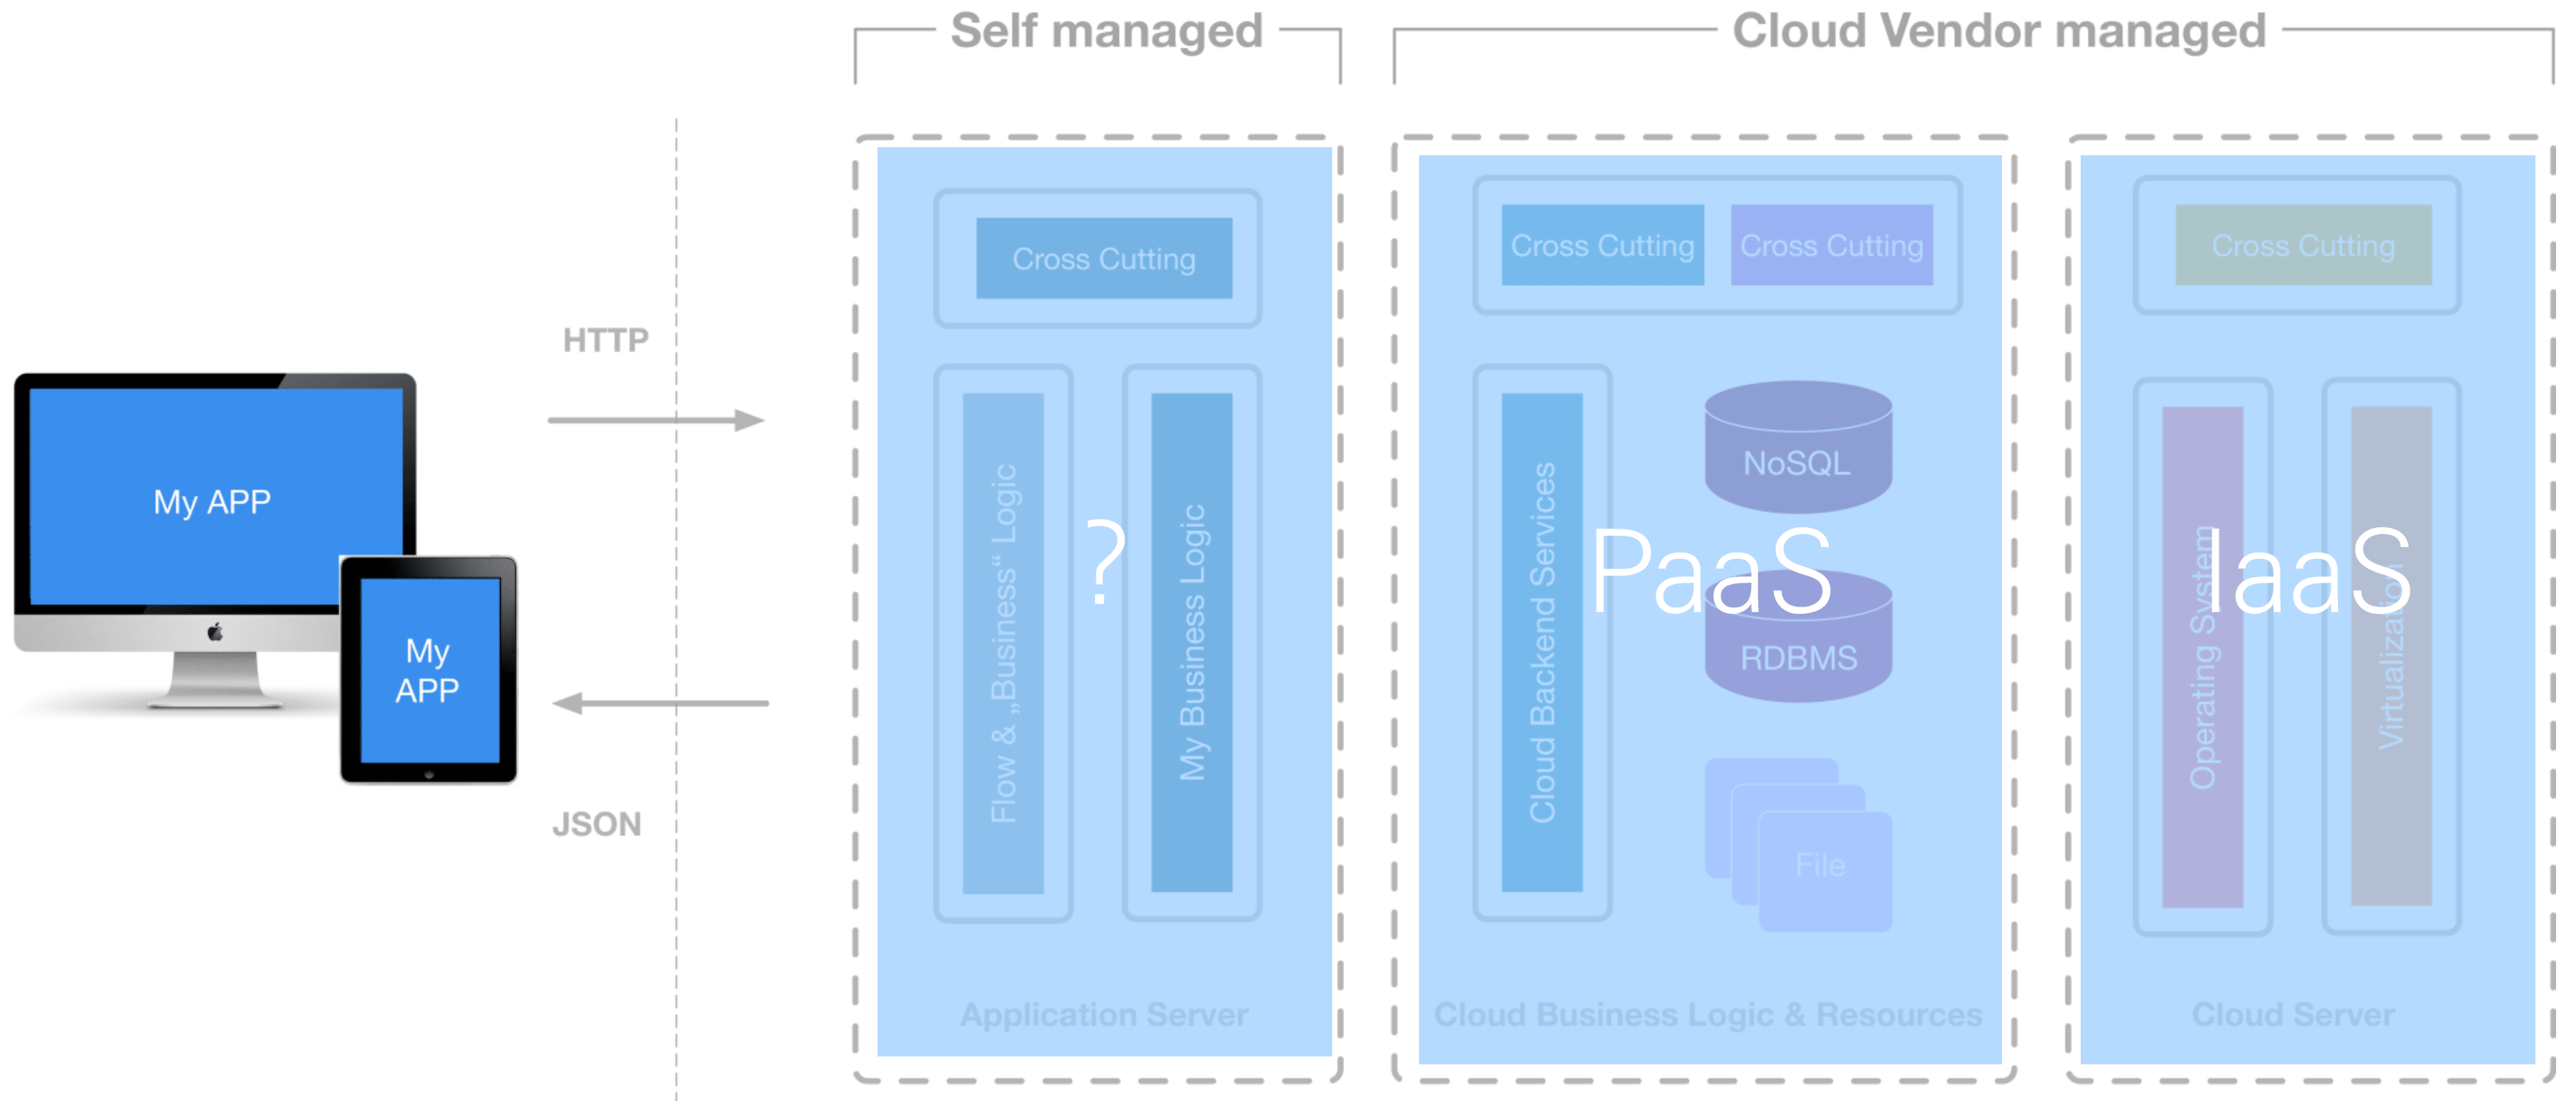 Self managed
Cloud Vendor managed
HTTP
JSON
My APP
My
APP
Cross Cutting
Flow & „Business“ Logic
My Business Logic
?
Application Server
Cross Cutting
Cross Cutting
Cloud Backend Services
NoSQL
PaaS
RDBMS
File
Cloud Business Logic & Resources
Cross Cutting
Operating System
Virtualization
IaaS
Cloud Server